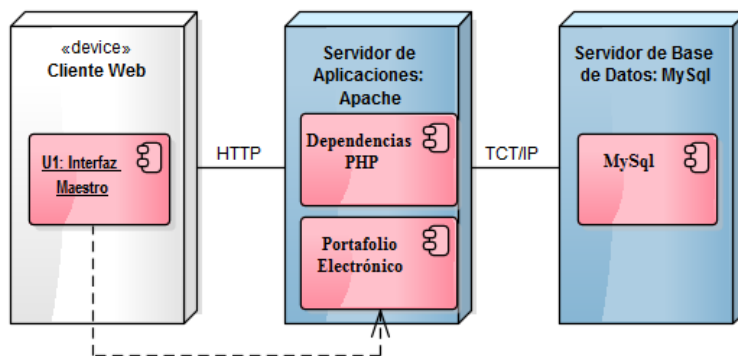 «device»
Cliente Web
U1: Interfaz
Maestro
HTTP
Servidor de
Aplicaciones:
Apache
Dependencias
PHP
Portafolio
Electrónico
TCT/IP
Servidor de Base
de Datos: MySql
MySql